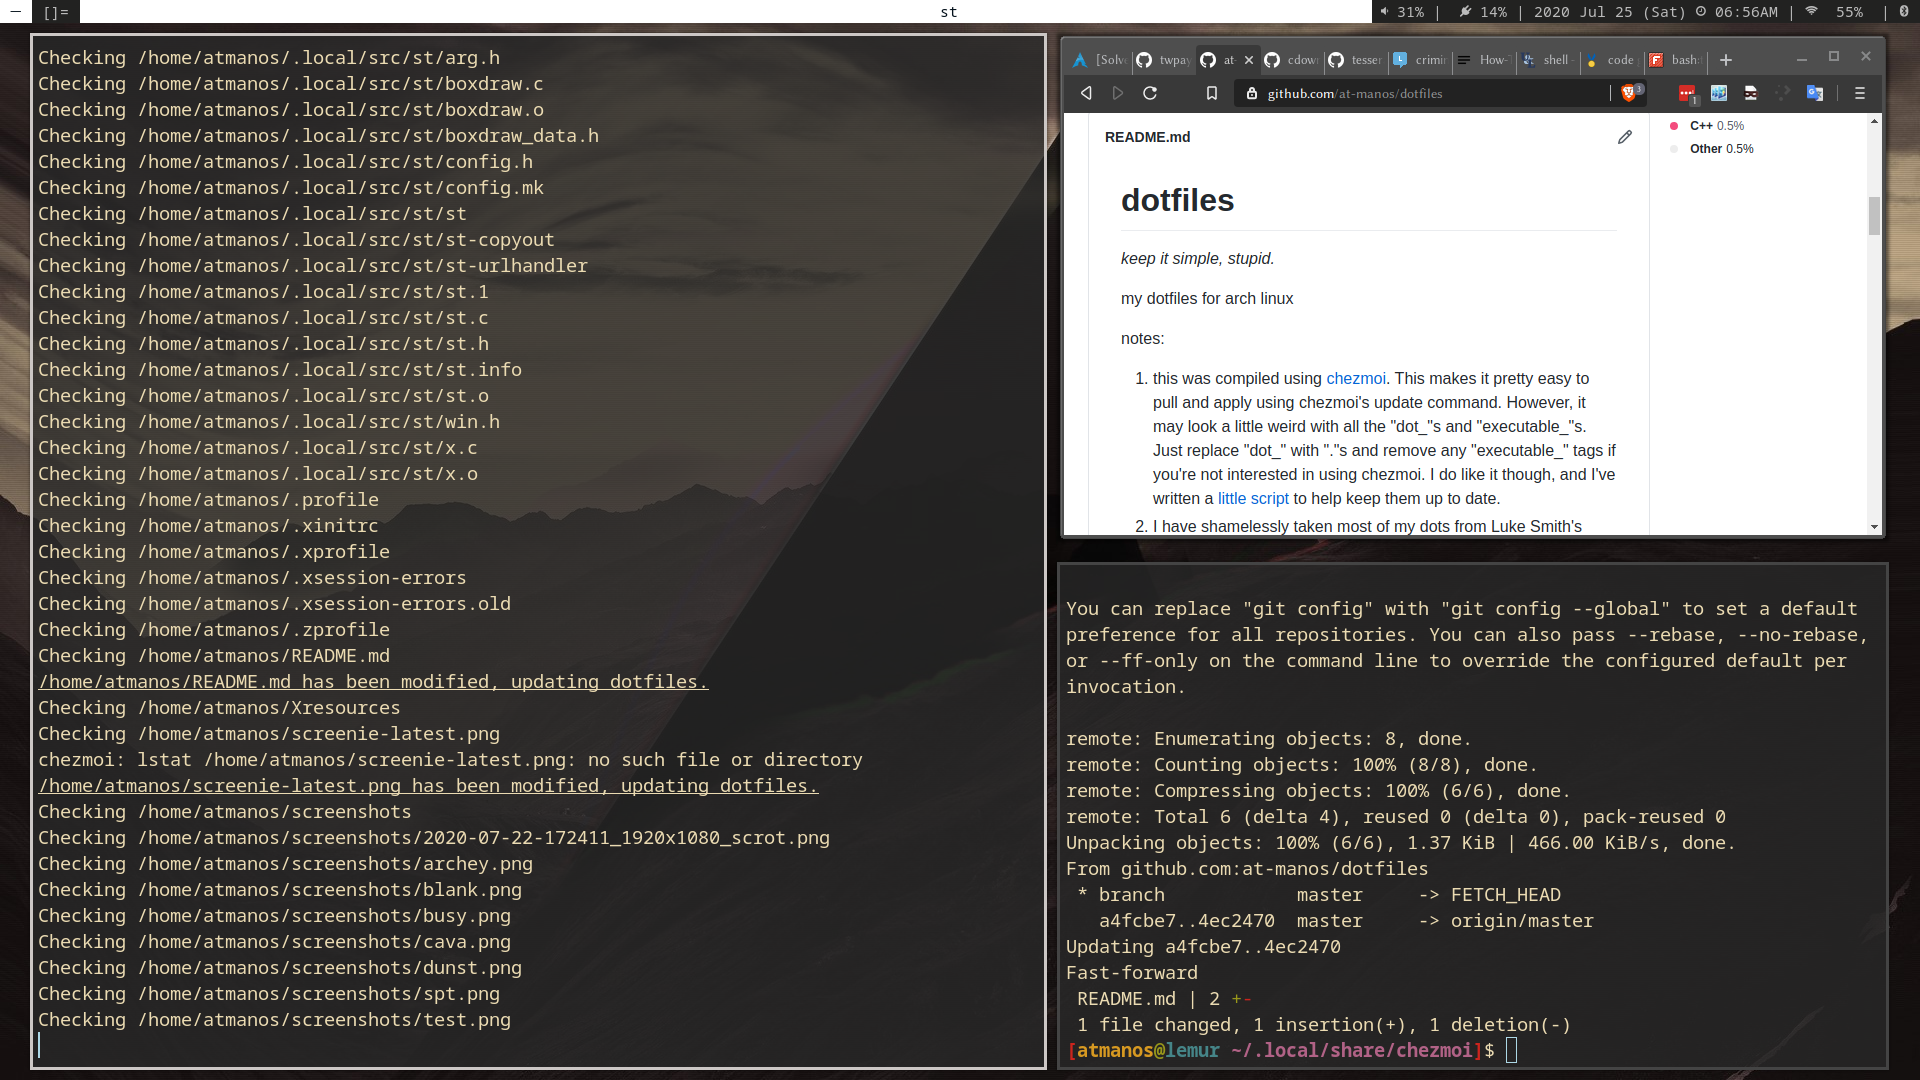 []=
st
31% | 14% | 2020 Jul 25 (Sat) 06:56AM | 55% |
Checking /home/atmanos/.local/src/st/arg.h
Checking /home/atmanos/.local/src/st/boxdraw.c
Checking /home/atmanos/.local/src/st/boxdraw.o
Checking /home/atmanos/.local/src/st/boxdraw_data.h
Checking /home/atmanos/.local/src/st/config.h
Checking /home/atmanos/.local/src/st/config.mk
Checking /home/atmanos/.local/src/st/st
Checking /home/atmanos/.local/src/st/st-copyout
Checking /home/atmanos/.local/src/st/st-urlhandler
Checking /home/atmanos/.local/src/st/st.1
Checking /home/atmanos/.local/src/st/st.c
Checking /home/atmanos/.local/src/st/st.h
Checking /home/atmanos/.local/src/st/st.info
Checking /home/atmanos/.local/src/st/st.o
Checking /home/atmanos/.local/src/st/win.h
Checking /home/atmanos/.local/src/st/x.c
Checking /home/atmanos/.local/src/st/x.o
Checking /home/atmanos/.profile
Checking /home/atmanos/.xinitrc
Checking /home/atmanos/.xprofile
Checking /home/atmanos/.xsession-errors
Checking /home/atmanos/.xsession-errors.old
Checking /home/atmanos/.zprofile
Checking /home/atmanos/README.md
/home/atmanos/README.md has been modified, updating dotfiles.
Checking /home/atmanos/Xresources
Checking /home/atmanos/screenie-latest.png
chezmoi: lstat /home/atmanos/screenie-latest.png: no such file or directory
/home/atmanos/screenie-latest.png has been modified, updating dotfiles.
Checking /home/atmanos/screenshots
Checking /home/atmanos/screenshots/2020-07-22-172411_1920x1080_scrot.png
Checking /home/atmanos/screenshots/archey.png
Checking /home/atmanos/screenshots/blank.png
Checking /home/atmanos/screenshots/busy.png
Checking /home/atmanos/screenshots/cava.png
Checking /home/atmanos/screenshots/dunst.png
Checking /home/atmanos/screenshots/spt.png
Checking /home/atmanos/screenshots/test.png
[Solv twpay at- cdow tesser crimi How-T shell - code bash:
github.com/at-manos/dotfiles 3 1
README.md
C++ 0.5%
Other 0.5%
dotfiles
keep it simple, stupid.
my dotfiles for arch linux
notes:
1. this was compiled using chezmoi. This makes it pretty easy to
pull and apply using chezmoi's update command. However, it
may look a little weird with all the "dot_"s and "executable_"s.
Just replace "dot_" with "."s and remove any "executable_" tags if
you're not interested in using chezmoi. I do like it though, and I've
written a little script to help keep them up to date.
2. I have shamelessly taken most of my dots from Luke Smith's
You can replace "git config" with "git config --global" to set a default
preference for all repositories. You can also pass --rebase, --no-rebase,
or --ff-only on the command line to override the configured default per
invocation.
remote: Enumerating objects: 8, done.
remote: Counting objects: 100% (8/8), done.
remote: Compressing objects: 100% (6/6), done.
remote: Total 6 (delta 4), reused 0 (delta 0), pack-reused 0
Unpacking objects: 100% (6/6), 1.37 KiB | 466.00 KiB/s, done.
From github.com:at-manos/dotfiles
* branch master -> FETCH_HEAD
a4fcbe7..4ec2470 master -> origin/master
Updating a4fcbe7..4ec2470
Fast-forward
README.md | 2 +-
1 file changed, 1 insertion(+), 1 deletion(-)
[atmanos@lemur ~/.local/share/chezmoi]$